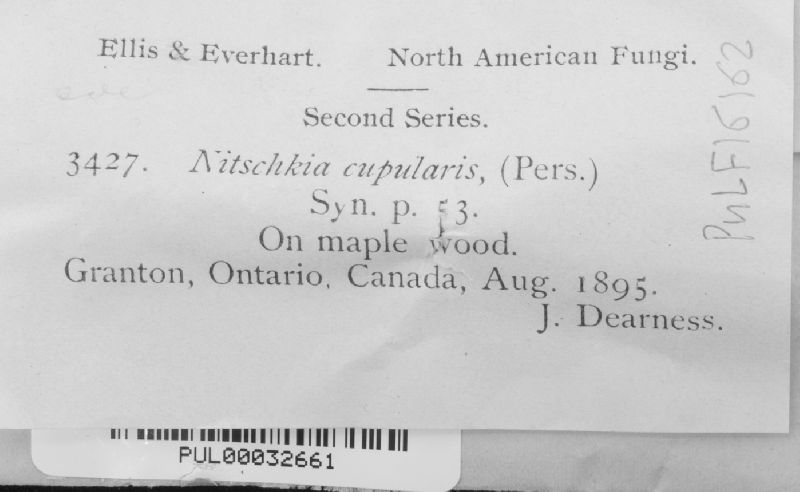 Ellis & Everhart. North American Fungi.
Second Series.
3427. Nitschkia cupularis, (Pers.)
Syn. p. 53.
On maple wood.
Granton, Ontario, Canada, Aug. 1895.
J. Dearness.
PUL F16162
PUL00032661